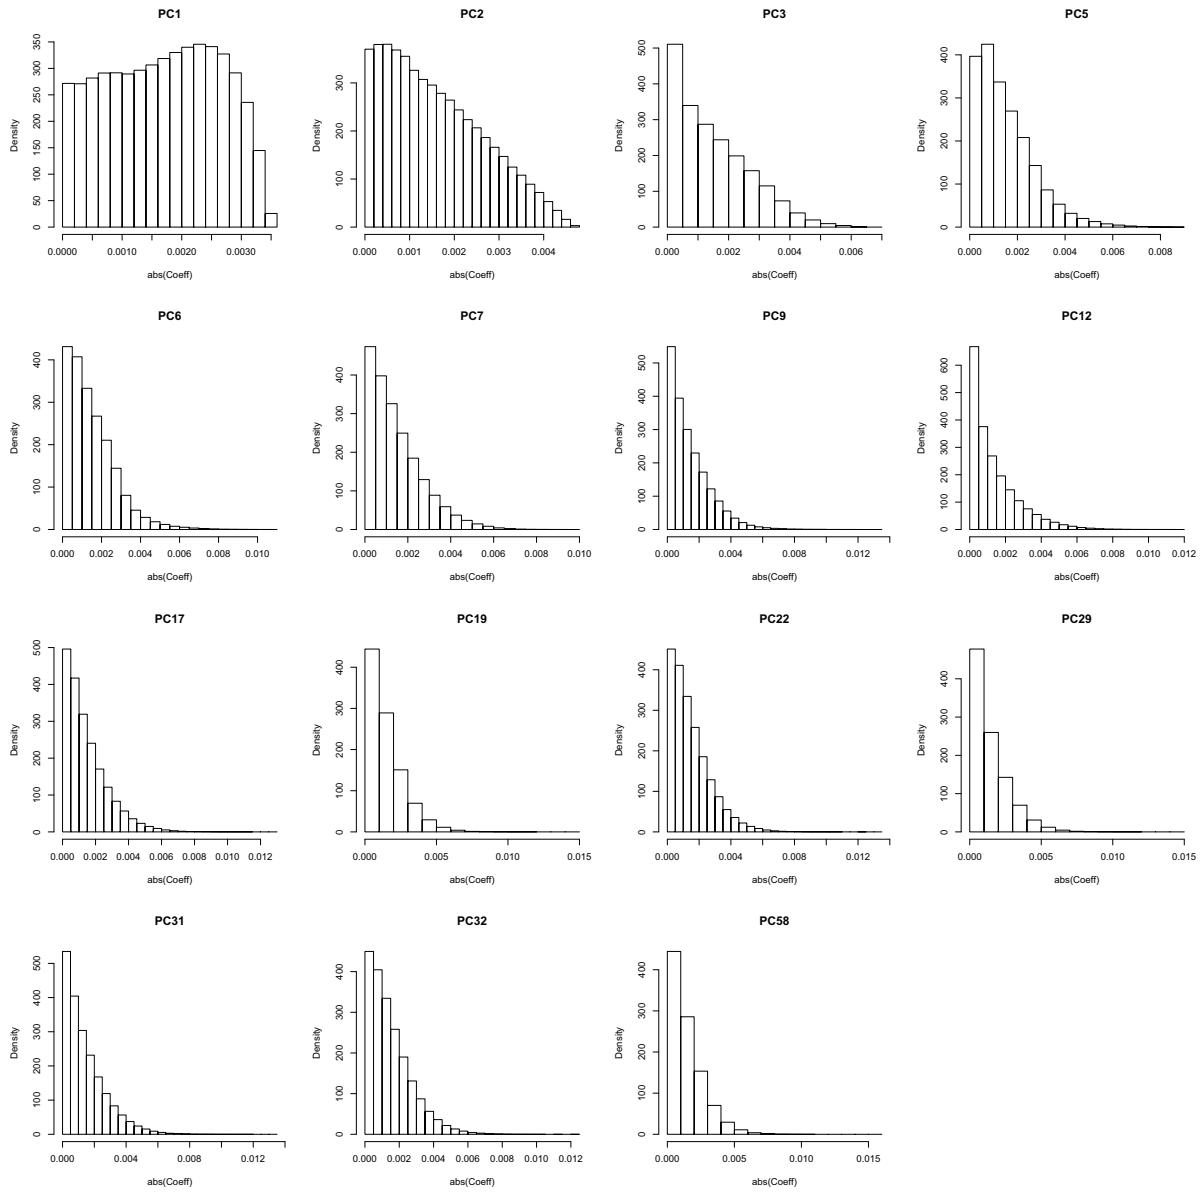 PC1
PC2
PC3
PC5
Density
0 50 100 150 200 250 300 350
0.0000 0.0010 0.0020 0.0030
abs(Coeff)
Density
0 100 200 300
0.000 0.001 0.002 0.003 0.004
abs(Coeff)
Density
0 100 200 300 400 500
0.000 0.002 0.004 0.006
abs(Coeff)
Density
0 100 200 300 400
0.000 0.002 0.004 0.006 0.008
abs(Coeff)
PC6
PC7
PC9
PC12
Density
0 100 200 300 400
0.000 0.002 0.004 0.006 0.008 0.010
abs(Coeff)
Density
0 100 200 300 400
0.000 0.002 0.004 0.006 0.008 0.010
abs(Coeff)
Density
0 100 200 300 400 500
0.000 0.004 0.008 0.012
abs(Coeff)
Density
0 100 200 300 400 500 600
0.000 0.002 0.004 0.006 0.008 0.010 0.012
abs(Coeff)
PC17
PC19
PC22
PC29
Density
0 100 200 300 400 500
0.000 0.002 0.004 0.006 0.008 0.010 0.012
abs(Coeff)
Density
0 100 200 300 400
0.000 0.005 0.010 0.015
abs(Coeff)
Density
0 100 200 300 400
0.000 0.004 0.008 0.012
abs(Coeff)
Density
0 100 200 300 400
0.000 0.005 0.010 0.015
abs(Coeff)
PC31
PC32
PC58
Density
0 100 200 300 400 500
0.000 0.004 0.008 0.012
abs(Coeff)
Density
0 100 200 300 400
0.000 0.002 0.004 0.006 0.008 0.010 0.012
abs(Coeff)
Density
0 100 200 300 400
0.000 0.005 0.010 0.015
abs(Coeff)